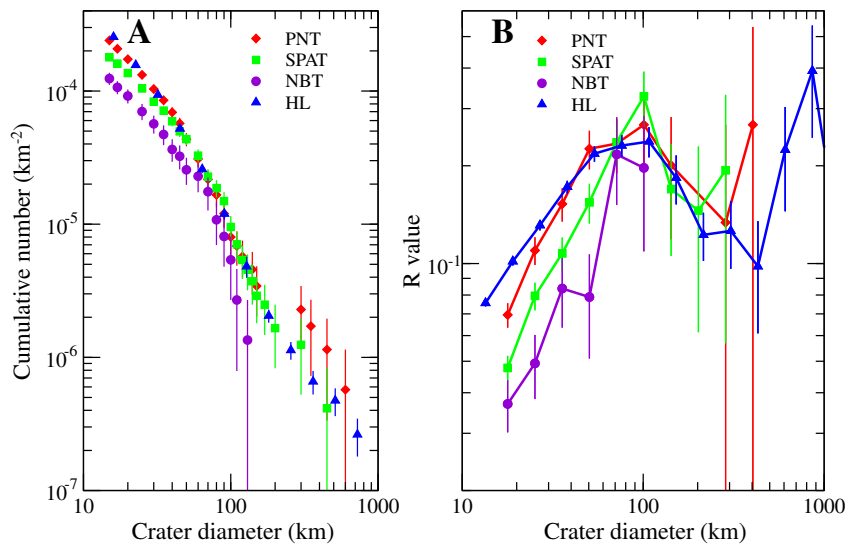 A
PNT
SPAT
NBT
HL
10^-4
10^-5
10^-6
10^-7
Cumulative number (km^-2)
10 100 1000
Crater diameter (km)
B
PNT
SPAT
NBT
HL
10^-1
R value
10 100 1000
Crater diameter (km)